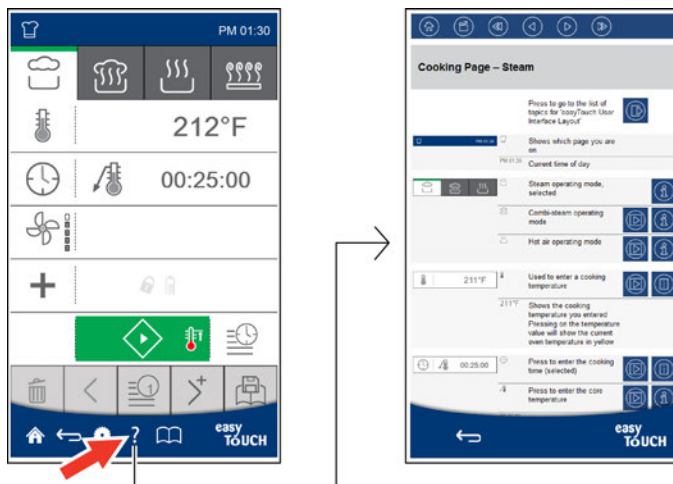 PM 01:30
212°F
00:25:00
1
?
easy
TOUCH
Cooking Page – Steam
Press to go to the list of
topics for 'easyTouch User
Interface Layout'
PM 01:30
Shows which page you are
on
PM 01:30
Current time of day
Steam operating mode,
selected
Combi-steam operating
mode
Hot air operating mode
211°F
Used to enter a cooking
temperature
211°F
Shows the cooking
temperature you entered
Pressing on the temperature
value will show the current
oven temperature in yellow
00:25:00
Press to enter the cooking
time (selected)
Press to enter the core
temperature
easy
TOUCH